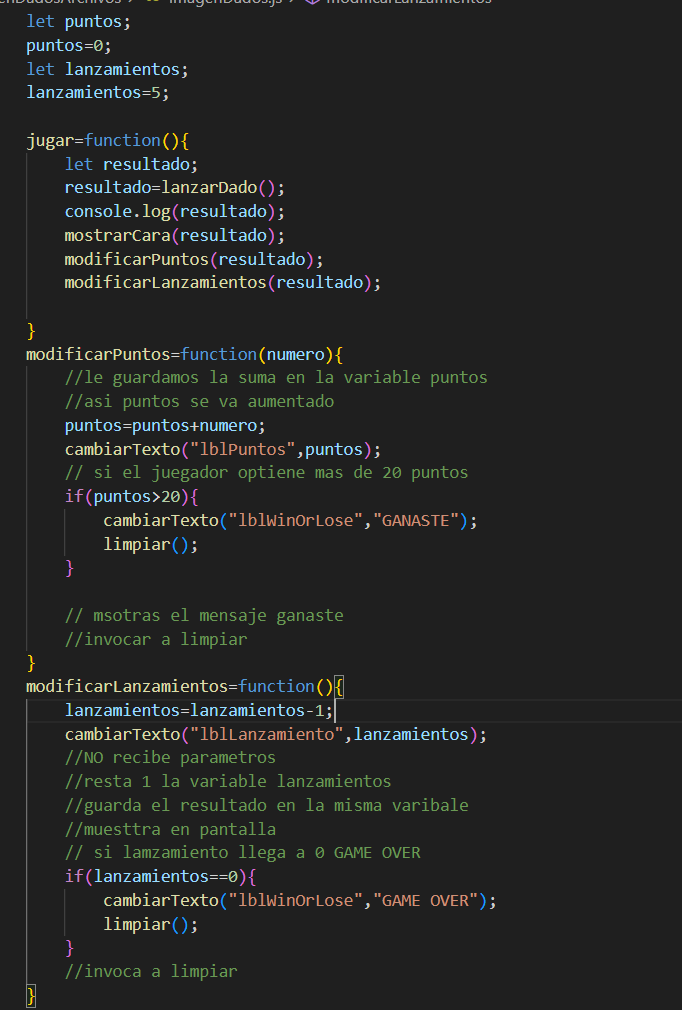 imagenDados.js > modificarLanzamientos
let puntos;
puntos=0;
let lanzamientos;
lanzamientos=5;
jugar=function(){
let resultado;
resultado=lanzarDado();
console.log(resultado);
mostrarCara(resultado);
modificarPuntos(resultado);
modificarLanzamientos(resultado);
}
modificarPuntos=function(numero){
//le guardamos la suma en la variable puntos
//asi puntos se va aumentado
puntos=puntos+numero;
cambiarTexto("lblPuntos",puntos);
// si el juegador optiene mas de 20 puntos
if(puntos>20){
cambiarTexto("lblWinOrLose","GANASTE");
limpiar();
}
// msotras el mensaje ganaste
//invocar a limpiar
}
modificarLanzamientos=function(){
lanzamientos=lanzamientos-1;
cambiarTexto("lblLanzamiento",lanzamientos);
//NO recibe parametros
//resta 1 la variable lanzamientos
//guarda el resultado en la misma varibale
//muesttra en pantalla
// si lamzamiento llega a 0 GAME OVER
if(lanzamientos==0){
cambiarTexto("lblWinOrLose","GAME OVER");
limpiar();
}
//invoca a limpiar
}